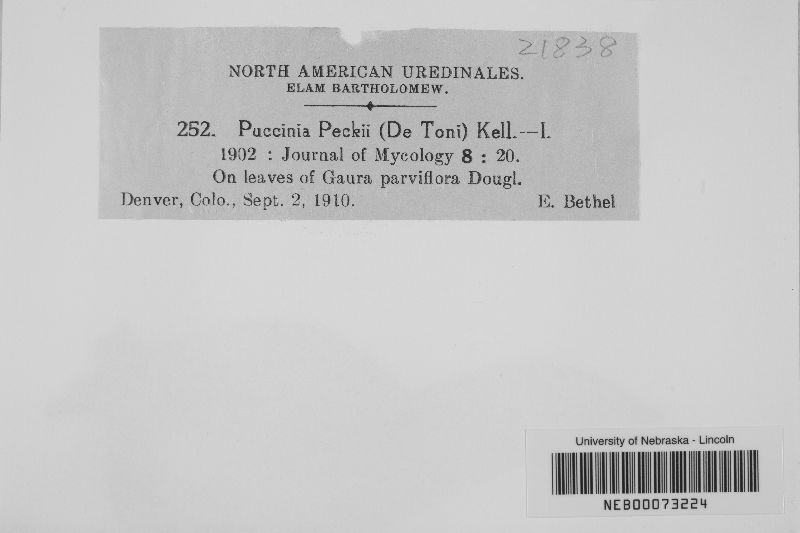 21838
NORTH AMERICAN UREDINALES.
ELAM BARTHOLOMEW.
252. Puccinia Peckii (De Toni) Kell.—I.
1902 : Journal of Mycology 8 : 20.
On leaves of Gaura parviflora Dougl.
Denver, Colo., Sept. 2, 1910. E. Bethel
University of Nebraska - Lincoln
NEB00073224